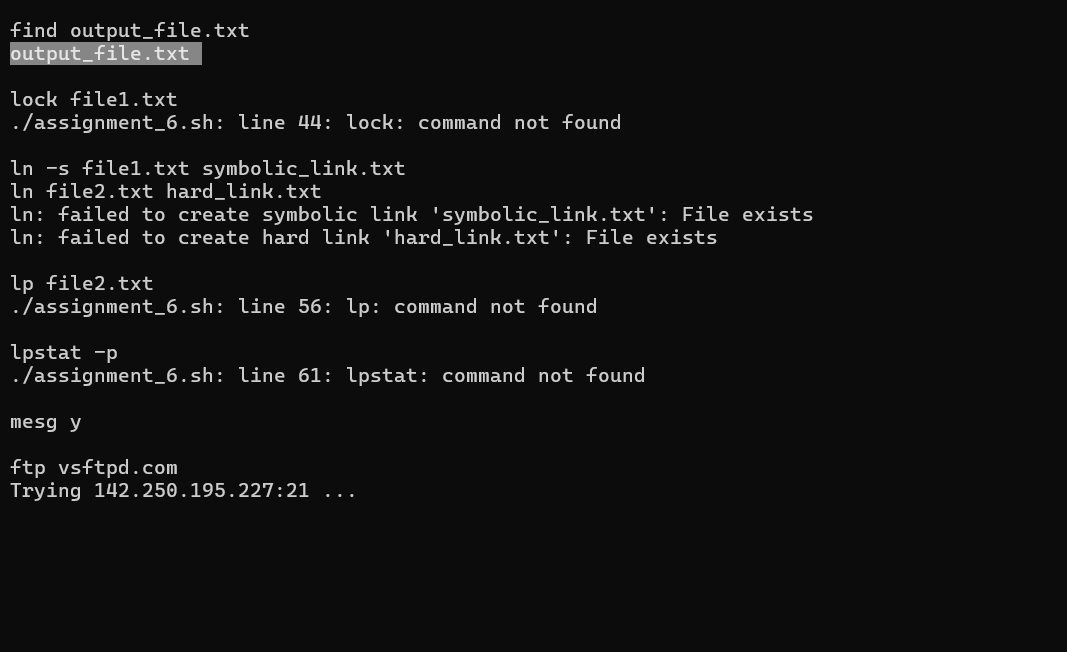 find output_file.txt
output_file.txt
lock file1.txt
./assignment_6.sh: line 44: lock: command not found
ln -s file1.txt symbolic_link.txt
ln file2.txt hard_link.txt
ln: failed to create symbolic link 'symbolic_link.txt': File exists
ln: failed to create hard link 'hard_link.txt': File exists
lp file2.txt
./assignment_6.sh: line 56: lp: command not found
lpstat -p
./assignment_6.sh: line 61: lpstat: command not found
mesg y
ftp vsftpd.com
Trying 142.250.195.227:21 ...